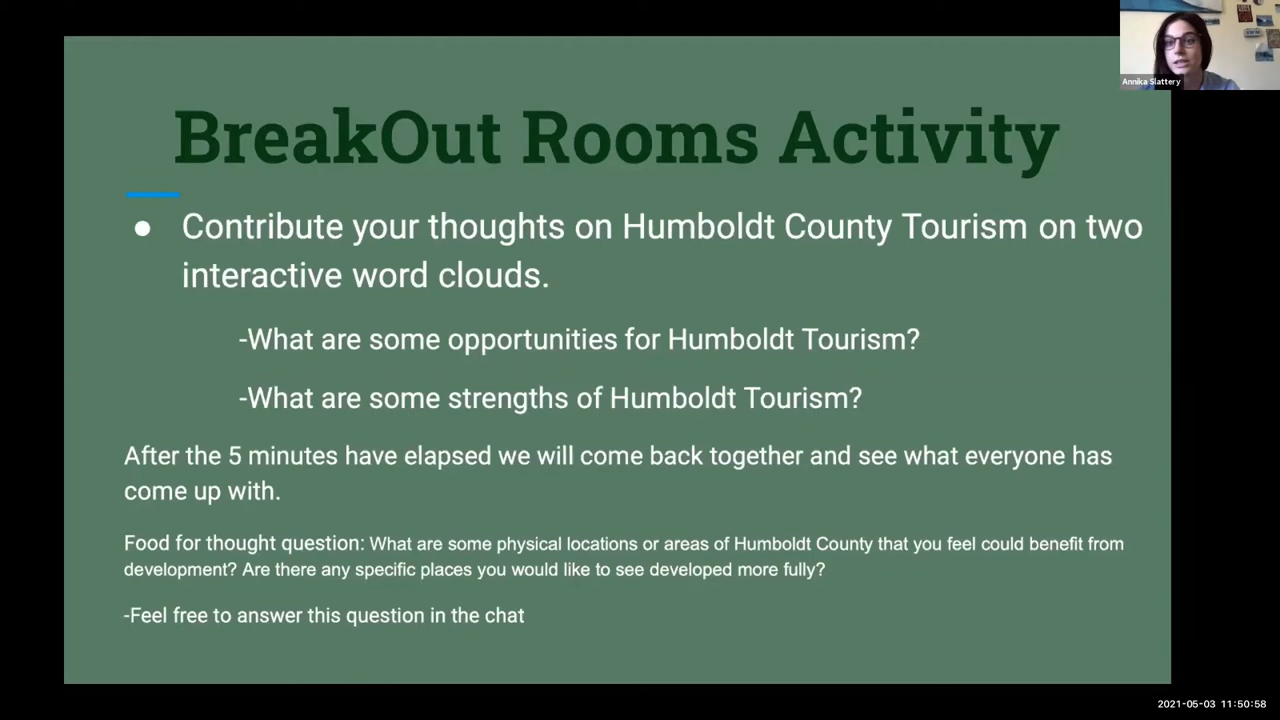 BreakOut Rooms Activity
● Contribute your thoughts on Humboldt County Tourism on two
interactive word clouds.
-What are some opportunities for Humboldt Tourism?
-What are some strengths of Humboldt Tourism?
After the 5 minutes have elapsed we will come back together and see what everyone has
come up with.
Food for thought question: What are some physical locations or areas of Humboldt County that you feel could benefit from
development? Are there any specific places you would like to see developed more fully?
-Feel free to answer this question in the chat
Annika Slattery
2021-05-03 11:50:58